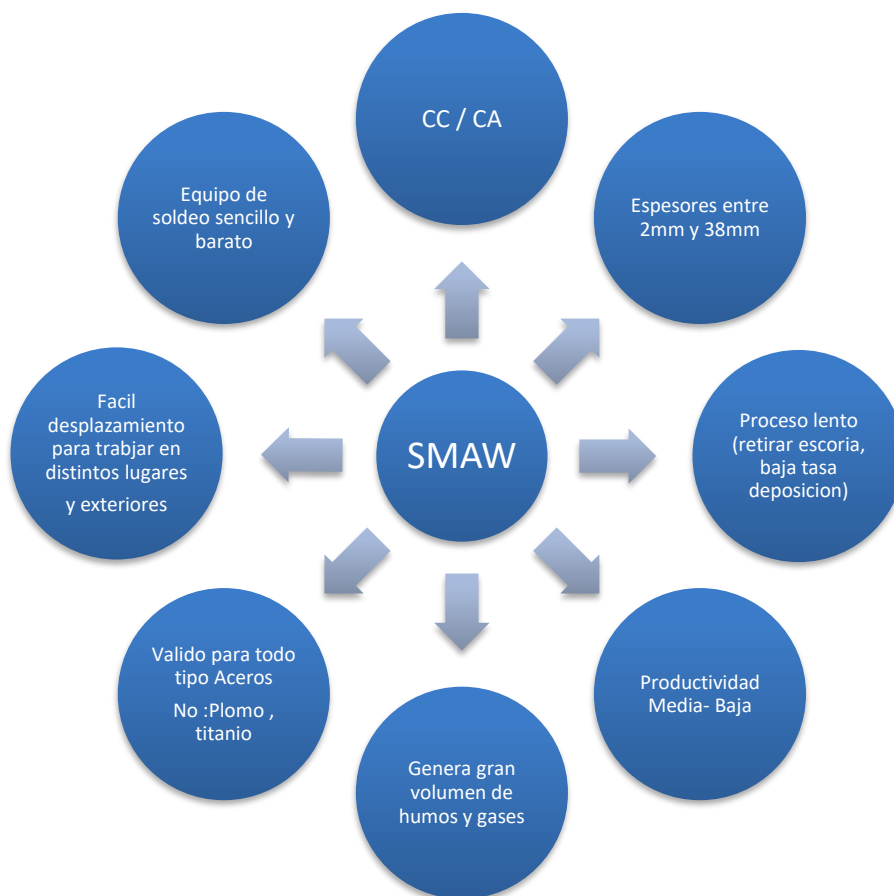 CC / CA
Espesores entre
2mm y 38mm
Proceso lento
(retirar escoria,
baja tasa
deposicion)
Productividad
Media- Baja
Genera gran
volumen de
humos y gases
Valido para todo
tipo Aceros
No :Plomo ,
titanio
Facil
desplazamiento
para trabjar en
distintos lugares
y exteriores
Equipo de
soldeo sencillo y
barato
SMAW